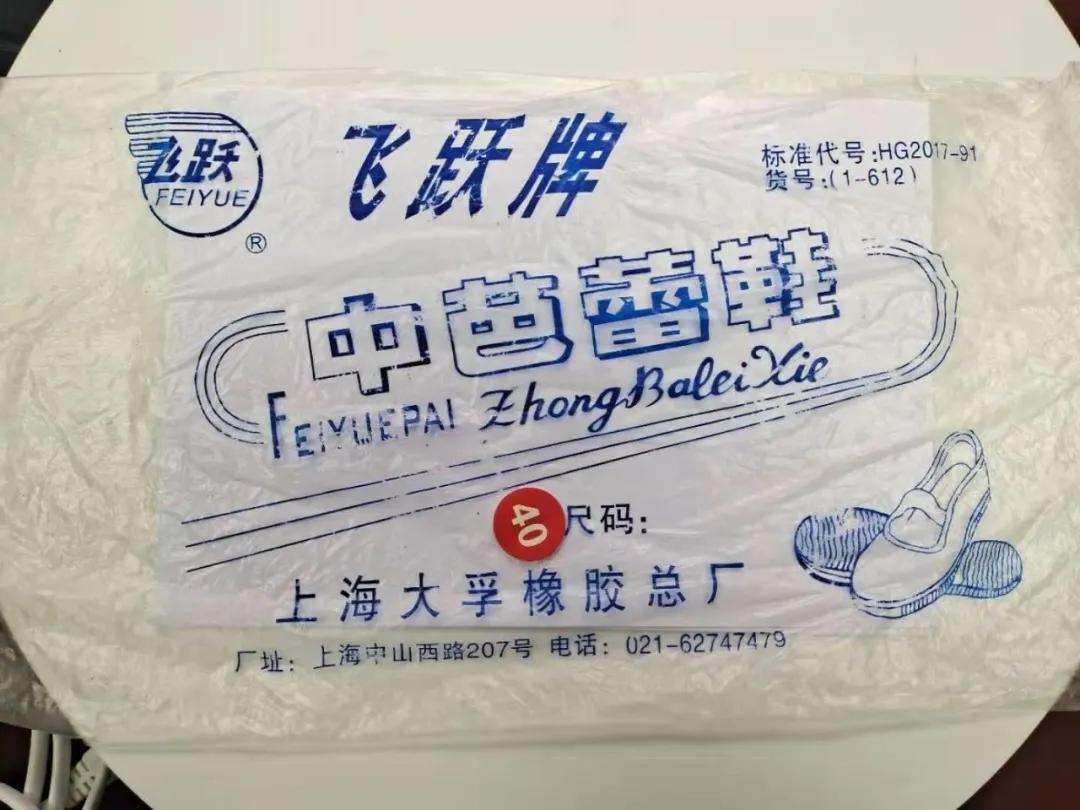 飞跃
FEIYUE
®
飞跃牌
标准代号:HG2017-91
货号:(1-612)
中芭蕾鞋
FEIYUEPAI ZhongBaleiXie
40
尺码:
上海大孚橡胶总厂
厂址: 上海中山西路207号 电话: 021-62747479